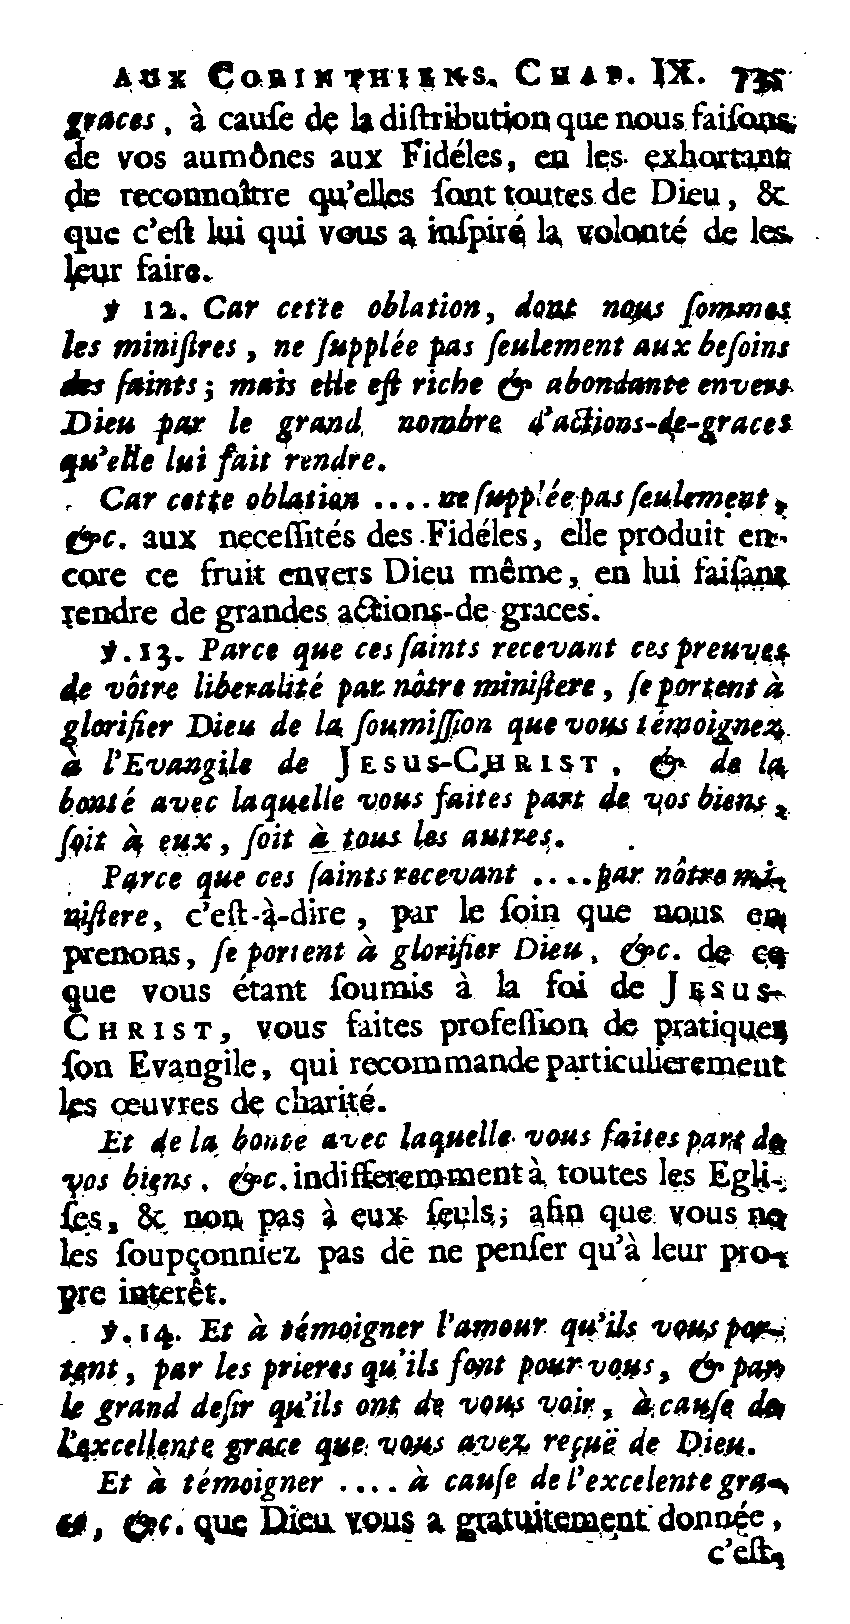 AUX CORINTHIENS. CHAP. IX. 735
graces, à cauſe de la diſtribution que nous faiſons
de vos aumônes aux Fidéles, en les exhortant
de reconnoître qu'elles ſont toutes de Dieu, &
que c'eſt lui qui vous a inſpiré la volonté de les
leur faire.
℣ 12. Car cette oblation, dont nous ſommes
les miniſtres, ne ſupplée pas ſeulement aux beſoins
des ſaints; mais elle eſt riche & abondante envers
Dieu par le grand nombre d'actions-de-graces
qu'elle lui fait rendre.
Car cette oblation .... ne ſupplée pas ſeulement,
&c. aux neceſſités des Fidéles, elle produit en-
core ce fruit envers Dieu même, en lui faiſant
rendre de grandes actions-de graces.
℣. 13. Parce que ces ſaints recevant ces preuves
de vôtre liberalité par nôtre miniſtere, ſe portent à
glorifier Dieu de la ſoumiſſion que vous témoignez
à l'Evangile de JESUS-CHRIST, & de la
bonté avec laquelle vous faites part de vos biens,
ſoit à eux, ſoit à tous les autres.
Parce que ces ſaints recevant .... par nôtre mi-
niſtere, c'eſt-à-dire, par le ſoin que nous en
prenons, ſe portent à glorifier Dieu, &c. de ce
que vous étant ſoumis à la foi de JESUS-
CHRIST, vous faites profeſſion de pratiquer
ſon Evangile, qui recommande particulierement
les œuvres de charité.
Et de la bonté avec laquelle vous faites part de
vos biens, &c. indifferemment à toutes les Egli-
ſes, & non pas à eux ſeuls; afin que vous ne
les ſoupçonniez pas de ne penſer qu'à leur pro-
pre interêt.
℣. 14. Et à témoigner l'amour qu'ils vous por-
tent, par les prieres qu'ils font pour vous, & par
le grand deſir qu'ils ont de vous voir, à cauſe de
l'excellente grace que vous avez reçuë de Dieu.
Et à témoigner .... à cauſe de l'excelente gra-
ce, &c. que Dieu vous a gratuitement donnée,
c'eſt-